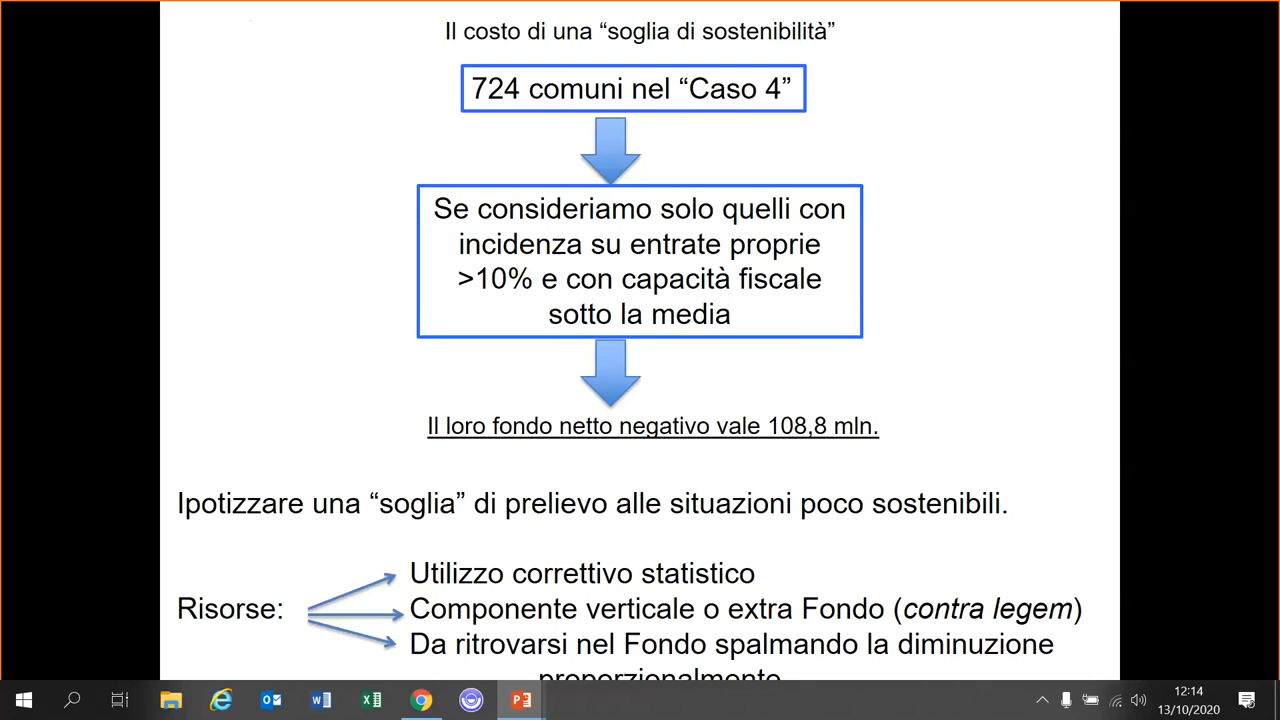 Il costo di una “soglia di sostenibilità”
724 comuni nel “Caso 4”
Se consideriamo solo quelli con
incidenza su entrate proprie
>10% e con capacità fiscale
sotto la media
Il loro fondo netto negativo vale 108,8 mln.
Ipotizzare una “soglia” di prelievo alle situazioni poco sostenibili.
Utilizzo correttivo statistico
Risorse:
Componente verticale o extra Fondo (contra legem)
Da ritrovarsi nel Fondo spalmando la diminuzione
proporzionalmente
12:14
13/10/2020